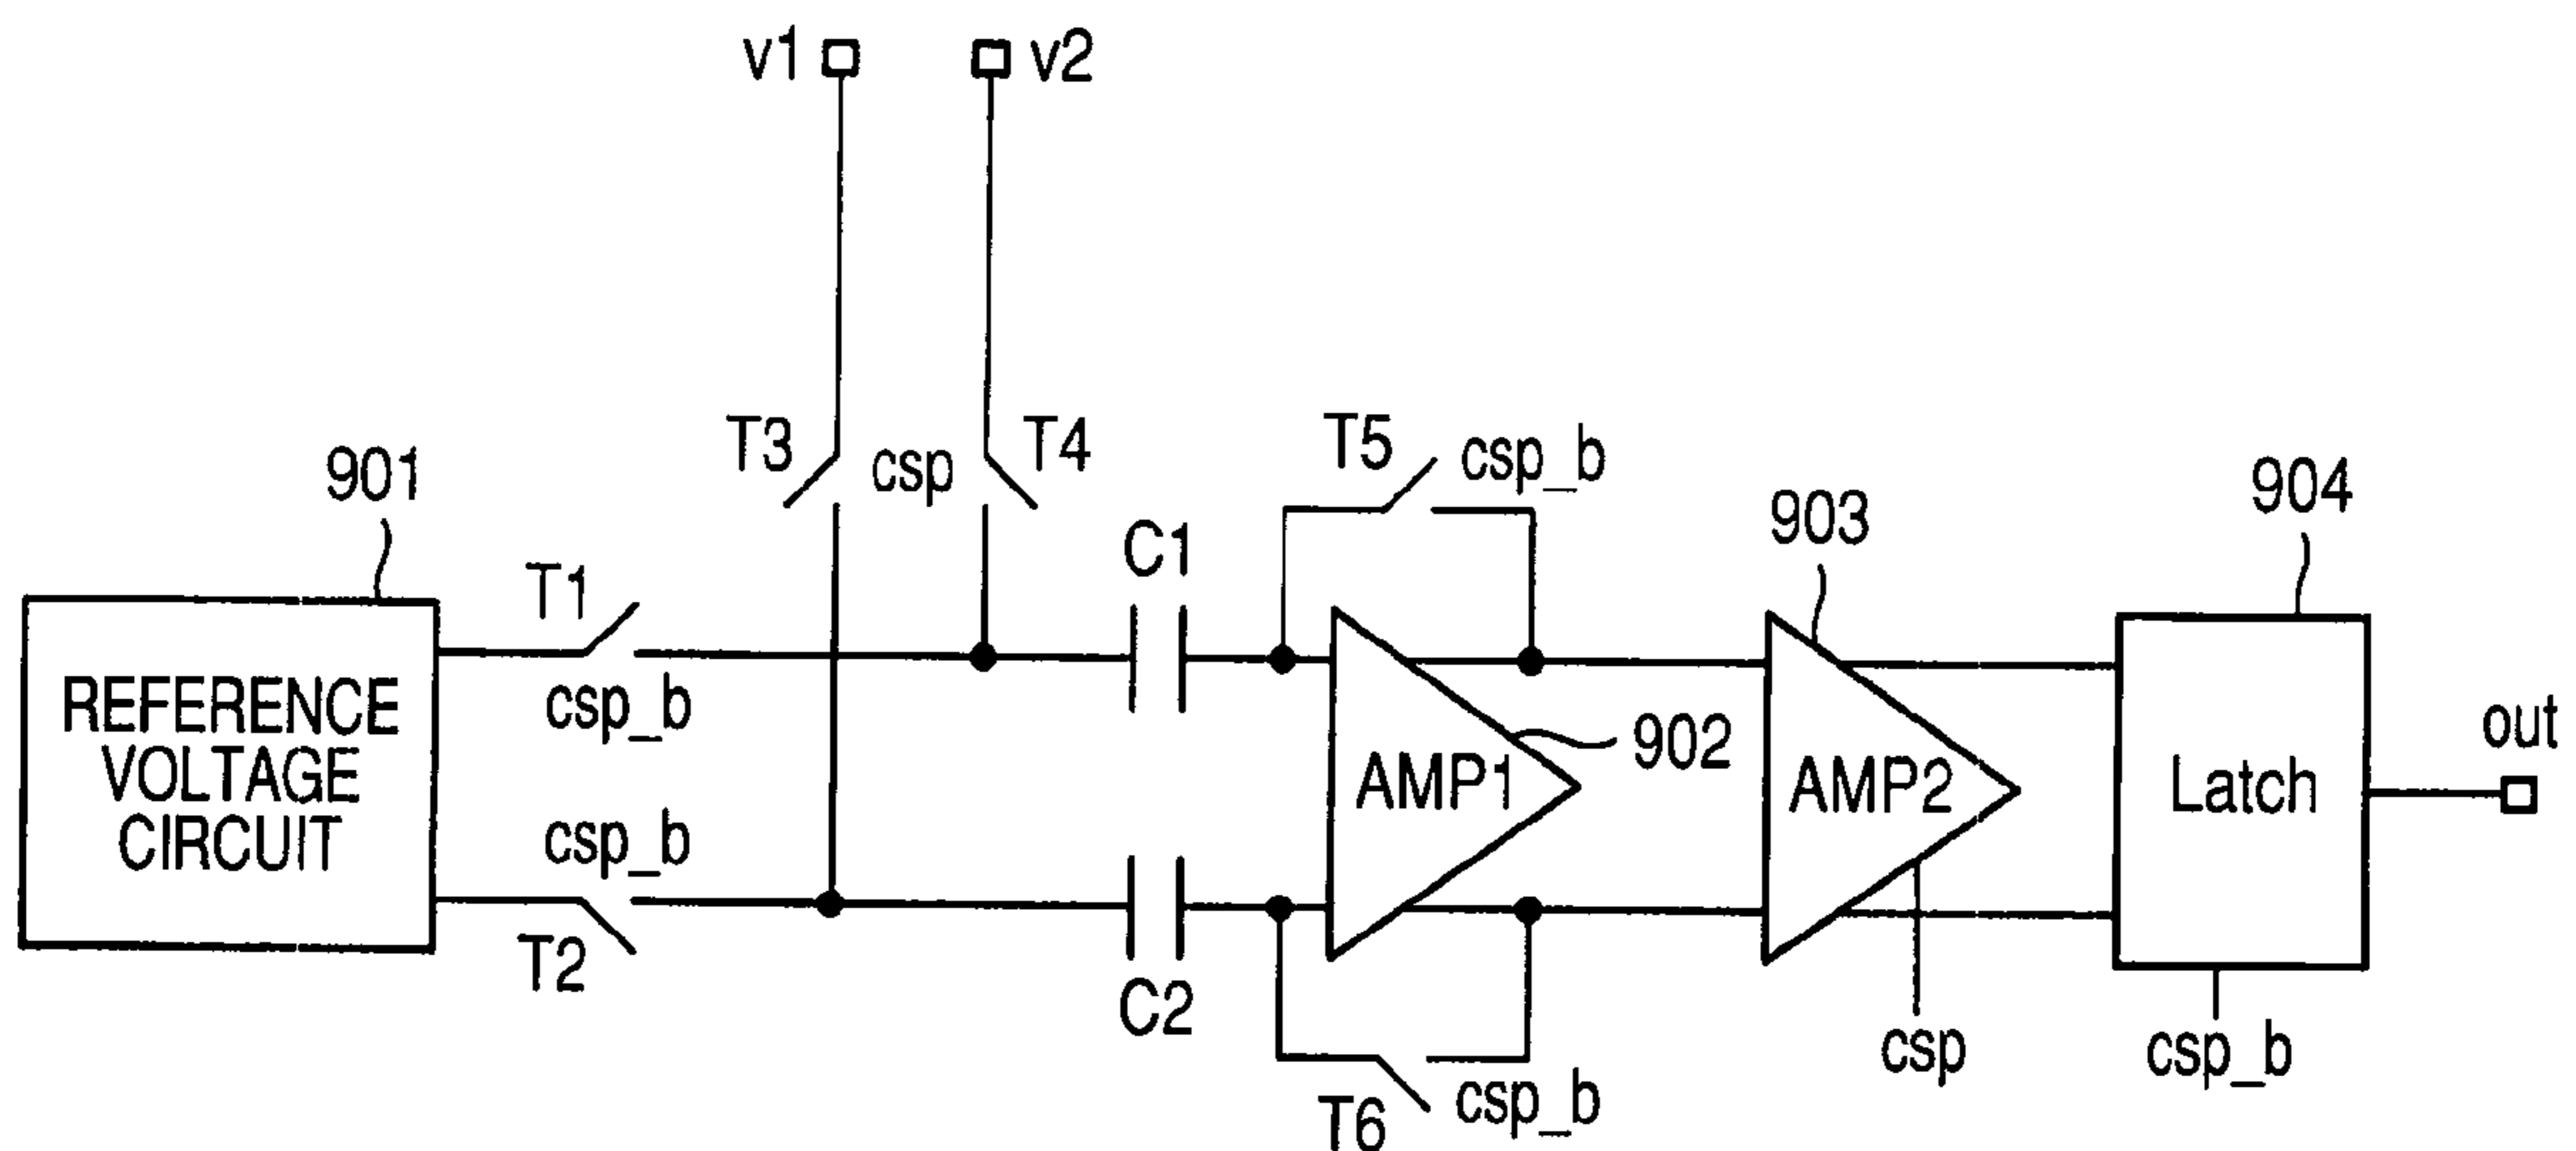 v1
v2
T3
csp
T4
T5
csp_b
901
903
904
T1
C1
csp_b
REFERENCE
VOLTAGE
CIRCUIT
902
AMP1
AMP2
Latch
out
csp_b
T2
C2
csp
csp_b
T6
csp_b